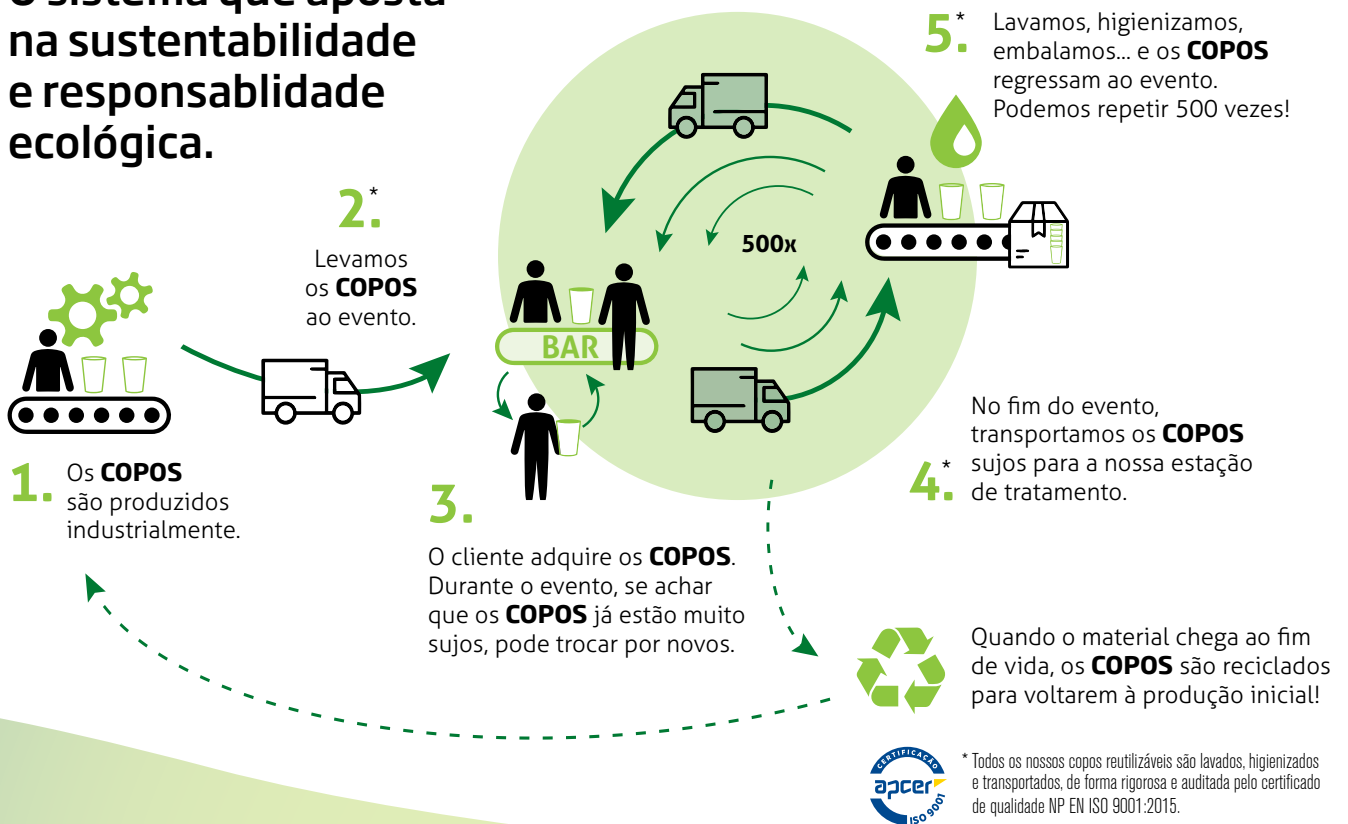 O sistema que aposta
na sustentabilidade
e responsablidade
ecológica.
2.*
Levamos
os COPOS
ao evento.
1.
Os COPOS
são produzidos
industrialmente.
BAR
500x
3.
O cliente adquire os COPOS.
Durante o evento, se achar
que os COPOS já estão muito
sujos, pode trocar por novos.
5.*
Lavamos, higienizamos,
embalamos... e os COPOS
regressam ao evento.
Podemos repetir 500 vezes!
4.*
No fim do evento,
transportamos os COPOS
sujos para a nossa estação
de tratamento.
Quando o material chega ao fim
de vida, os COPOS são reciclados
para voltarem à produção inicial!
CERTIFICAÇÃO
apcer
ISO 9001
* Todos os nossos copos reutilizáveis são lavados, higienizados
e transportados, de forma rigorosa e auditada pelo certificado
de qualidade NP EN ISO 9001:2015.